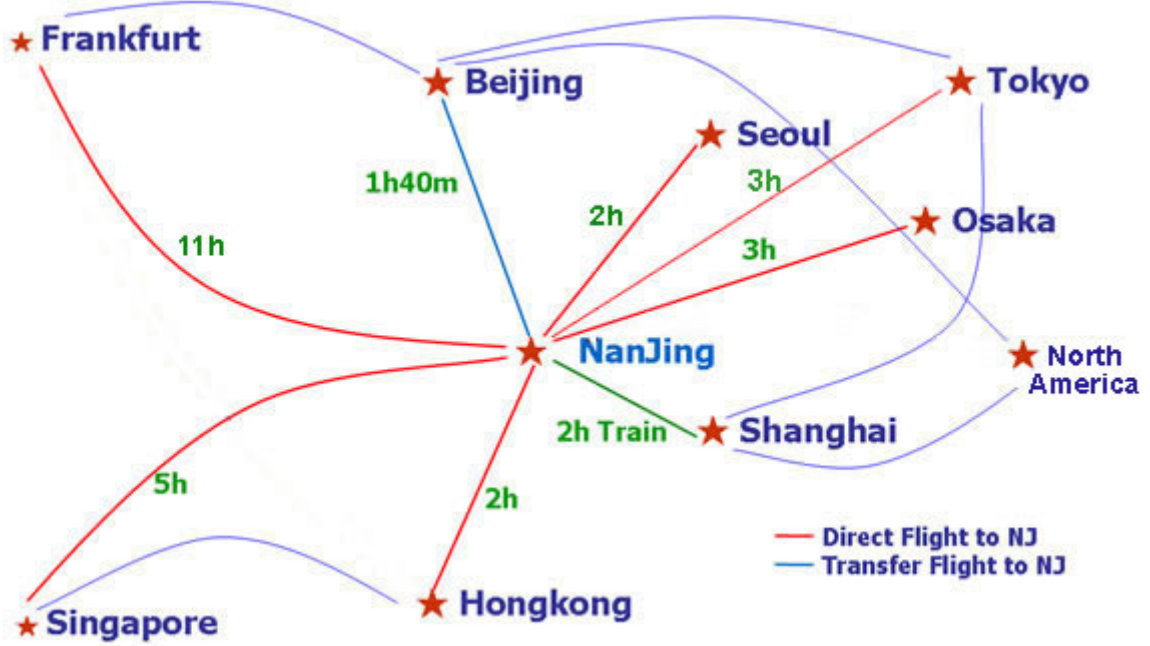 Frankfurt
Beijing
Tokyo
Seoul
1h40m
3h
2h
Osaka
11h
3h
NanJing
North
America
2h Train
Shanghai
5h
2h
Direct Flight to NJ
Transfer Flight to NJ
Hongkong
Singapore